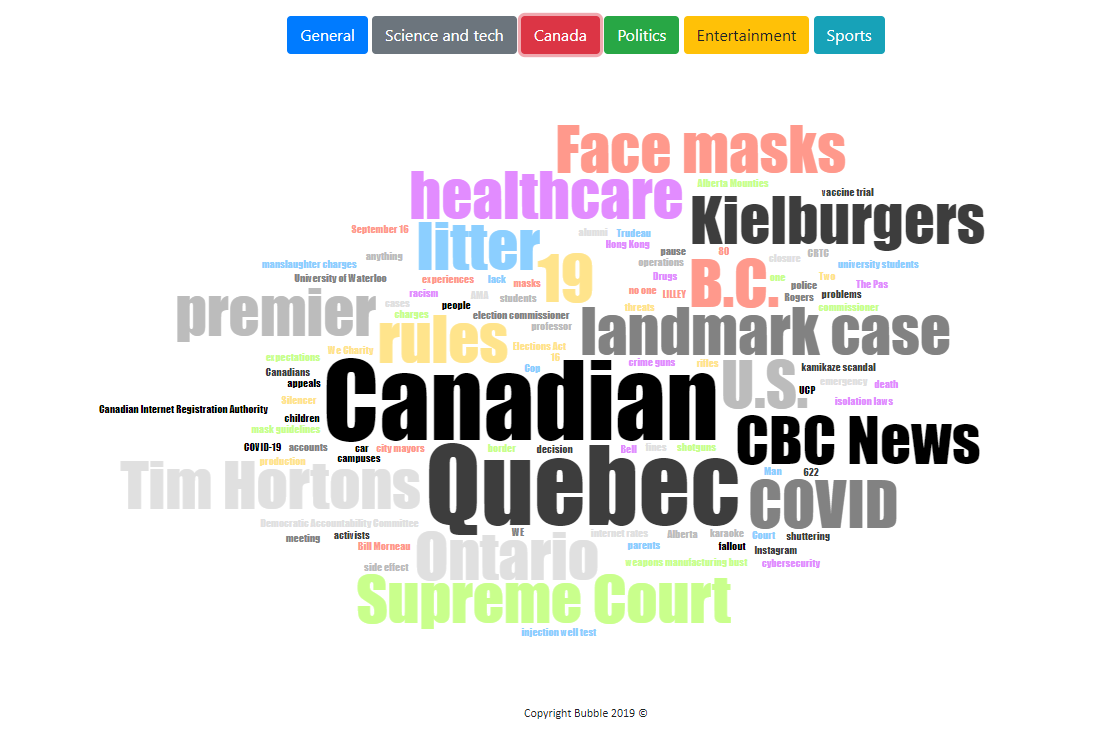 General
Science and tech
Canada
Politics
Entertainment
Sports
Face masks
healthcare
Alberta Mounties
vaccine trial
Kielburgers
September 16
litter
alumni
Trudeau
Hong Kong
pause
80
closure
CHTC
anything
manslaughter charges
operations
university students
University of Waterloo
experiences
lack
masks
19
Drugs
B.C.
one
Two
police
The Pas
no one
LILLEY
Rogers
problems
racism
AMA
students
premier
cases
people
threats
commissioner
charges
election commissioner
professor
landmark case
rules
Elections Act
16
We Charity
expectations
crime guns
rifles
Cop
U.S.
kamikaze scandal
Canadians
appeals
Canadian
emergency
death
UCP
Silencer
isolation laws
Canadian Internet Registration Authority
children
mask guidelines
CBC News
COVID-19
accounts
car
city mayors
border
decision
Bell
lines
shotguns
campuses
production
Tim Hortons
Quebec
Man
622
COVID
Democratic Accountability Committee
meeting
activists
WE
internet rates
Alberta
karaoke
Court
shuttering
Bill Morneau
Ontario
parents
fallout
Instagram
side effect
weapons manufacturing bust
cybersecurity
Supreme Court
injection well test
Copyright Bubble 2019 ©